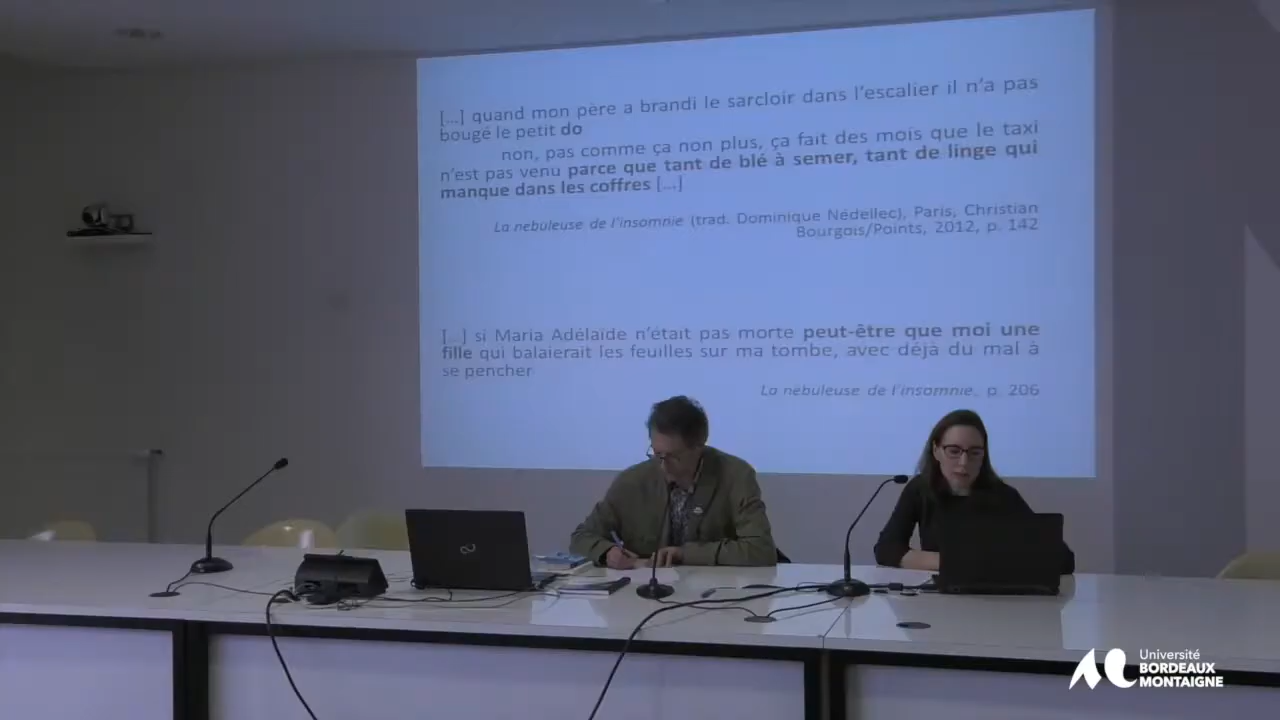 [...] quand mon père a brandi le sarcloir dans l'escalier il n'a pas
bougé le petit do
non, pas comme ça non plus, ça fait des mois que le taxi
n'est pas venu parce que tant de blé à semer, tant de linge qui
manque dans les coffres [...]
La nébuleuse de l'insomnie (trad. Dominique Nédellec), Paris, Christian
Bourgois/Points, 2012, p. 142
[...] si Maria Adélaïde n'était pas morte peut-être que moi une
fille qui balaierait les feuilles sur ma tombe, avec déjà du mal à
se pencher
La nébuleuse de l'insomnie, p. 206
Université
BORDEAUX
MONTAIGNE